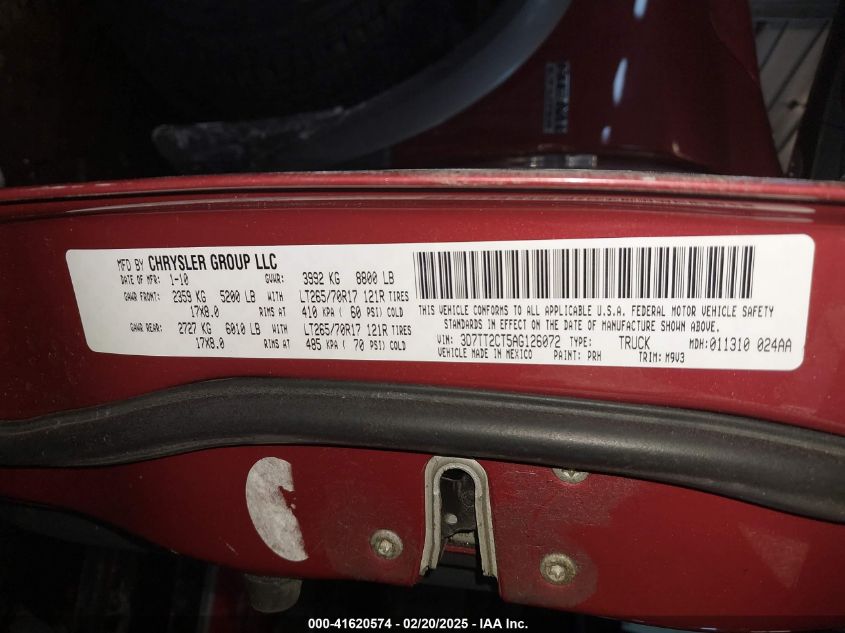 MFD BY CHRYSLER GROUP LLC
DATE OF MFR: 1-10 GVWR: 3992 KG 8800 LB
GAWR FRONT: 2359 KG 5200 LB WITH LT265/70R17 121R TIRES
17X8.0 RIMS AT 410 KPA ( 60 PSI) COLD
GAWR REAR: 2727 KG 6010 LB WITH LT265/70R17 121R TIRES
17X8.0 RIMS AT 485 KPA ( 70 PSI) COLD
THIS VEHICLE CONFORMS TO ALL APPLICABLE U.S.A. FEDERAL MOTOR VEHICLE SAFETY
STANDARDS IN EFFECT ON THE DATE OF MANUFACTURE SHOWN ABOVE.
VIN: 3D7TT2CT5AG126072 TYPE: TRUCK MDH: 011310 024AA
VEHICLE MADE IN MEXICO PAINT: PRH TRIM: M9V3
000-41620574 - 02/20/2025 - IAA Inc.